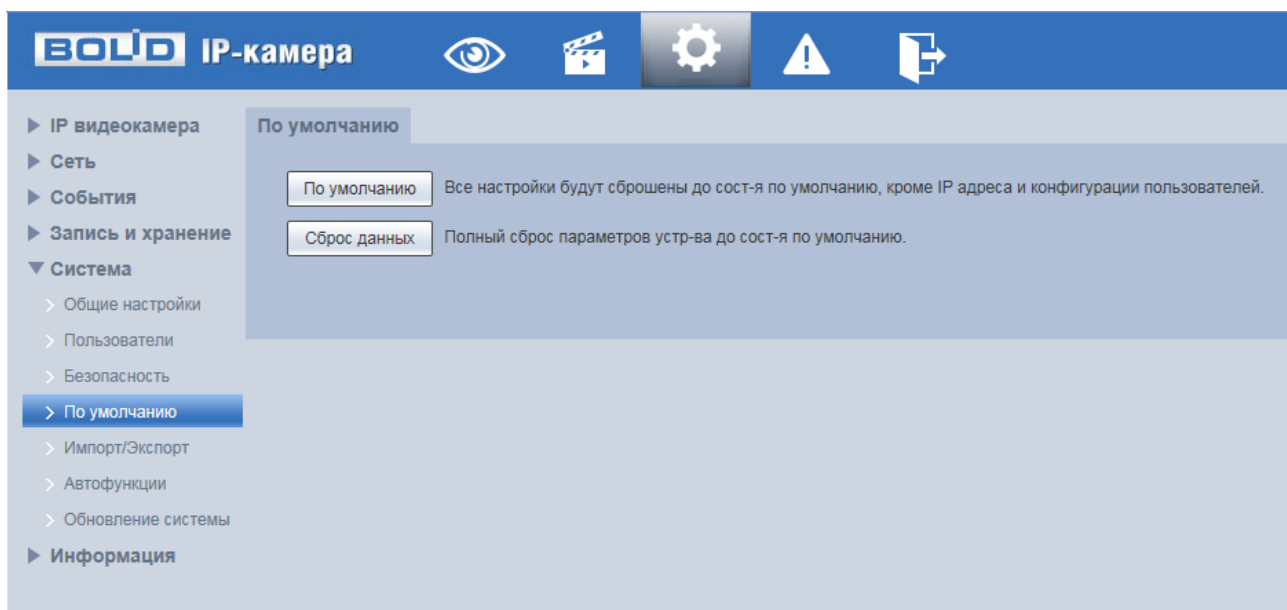 BOLID IP-камера
IP видеокамера
Сеть
События
Запись и хранение
Система
Общие настройки
Пользователи
Безопасность
По умолчанию
Импорт/Экспорт
Автофункции
Обновление системы
Информация
По умолчанию
По умолчанию Все настройки будут сброшены до сост-я по умолчанию, кроме IP адреса и конфигурации пользователей.
Сброс данных Полный сброс параметров устр-ва до сост-я по умолчанию.